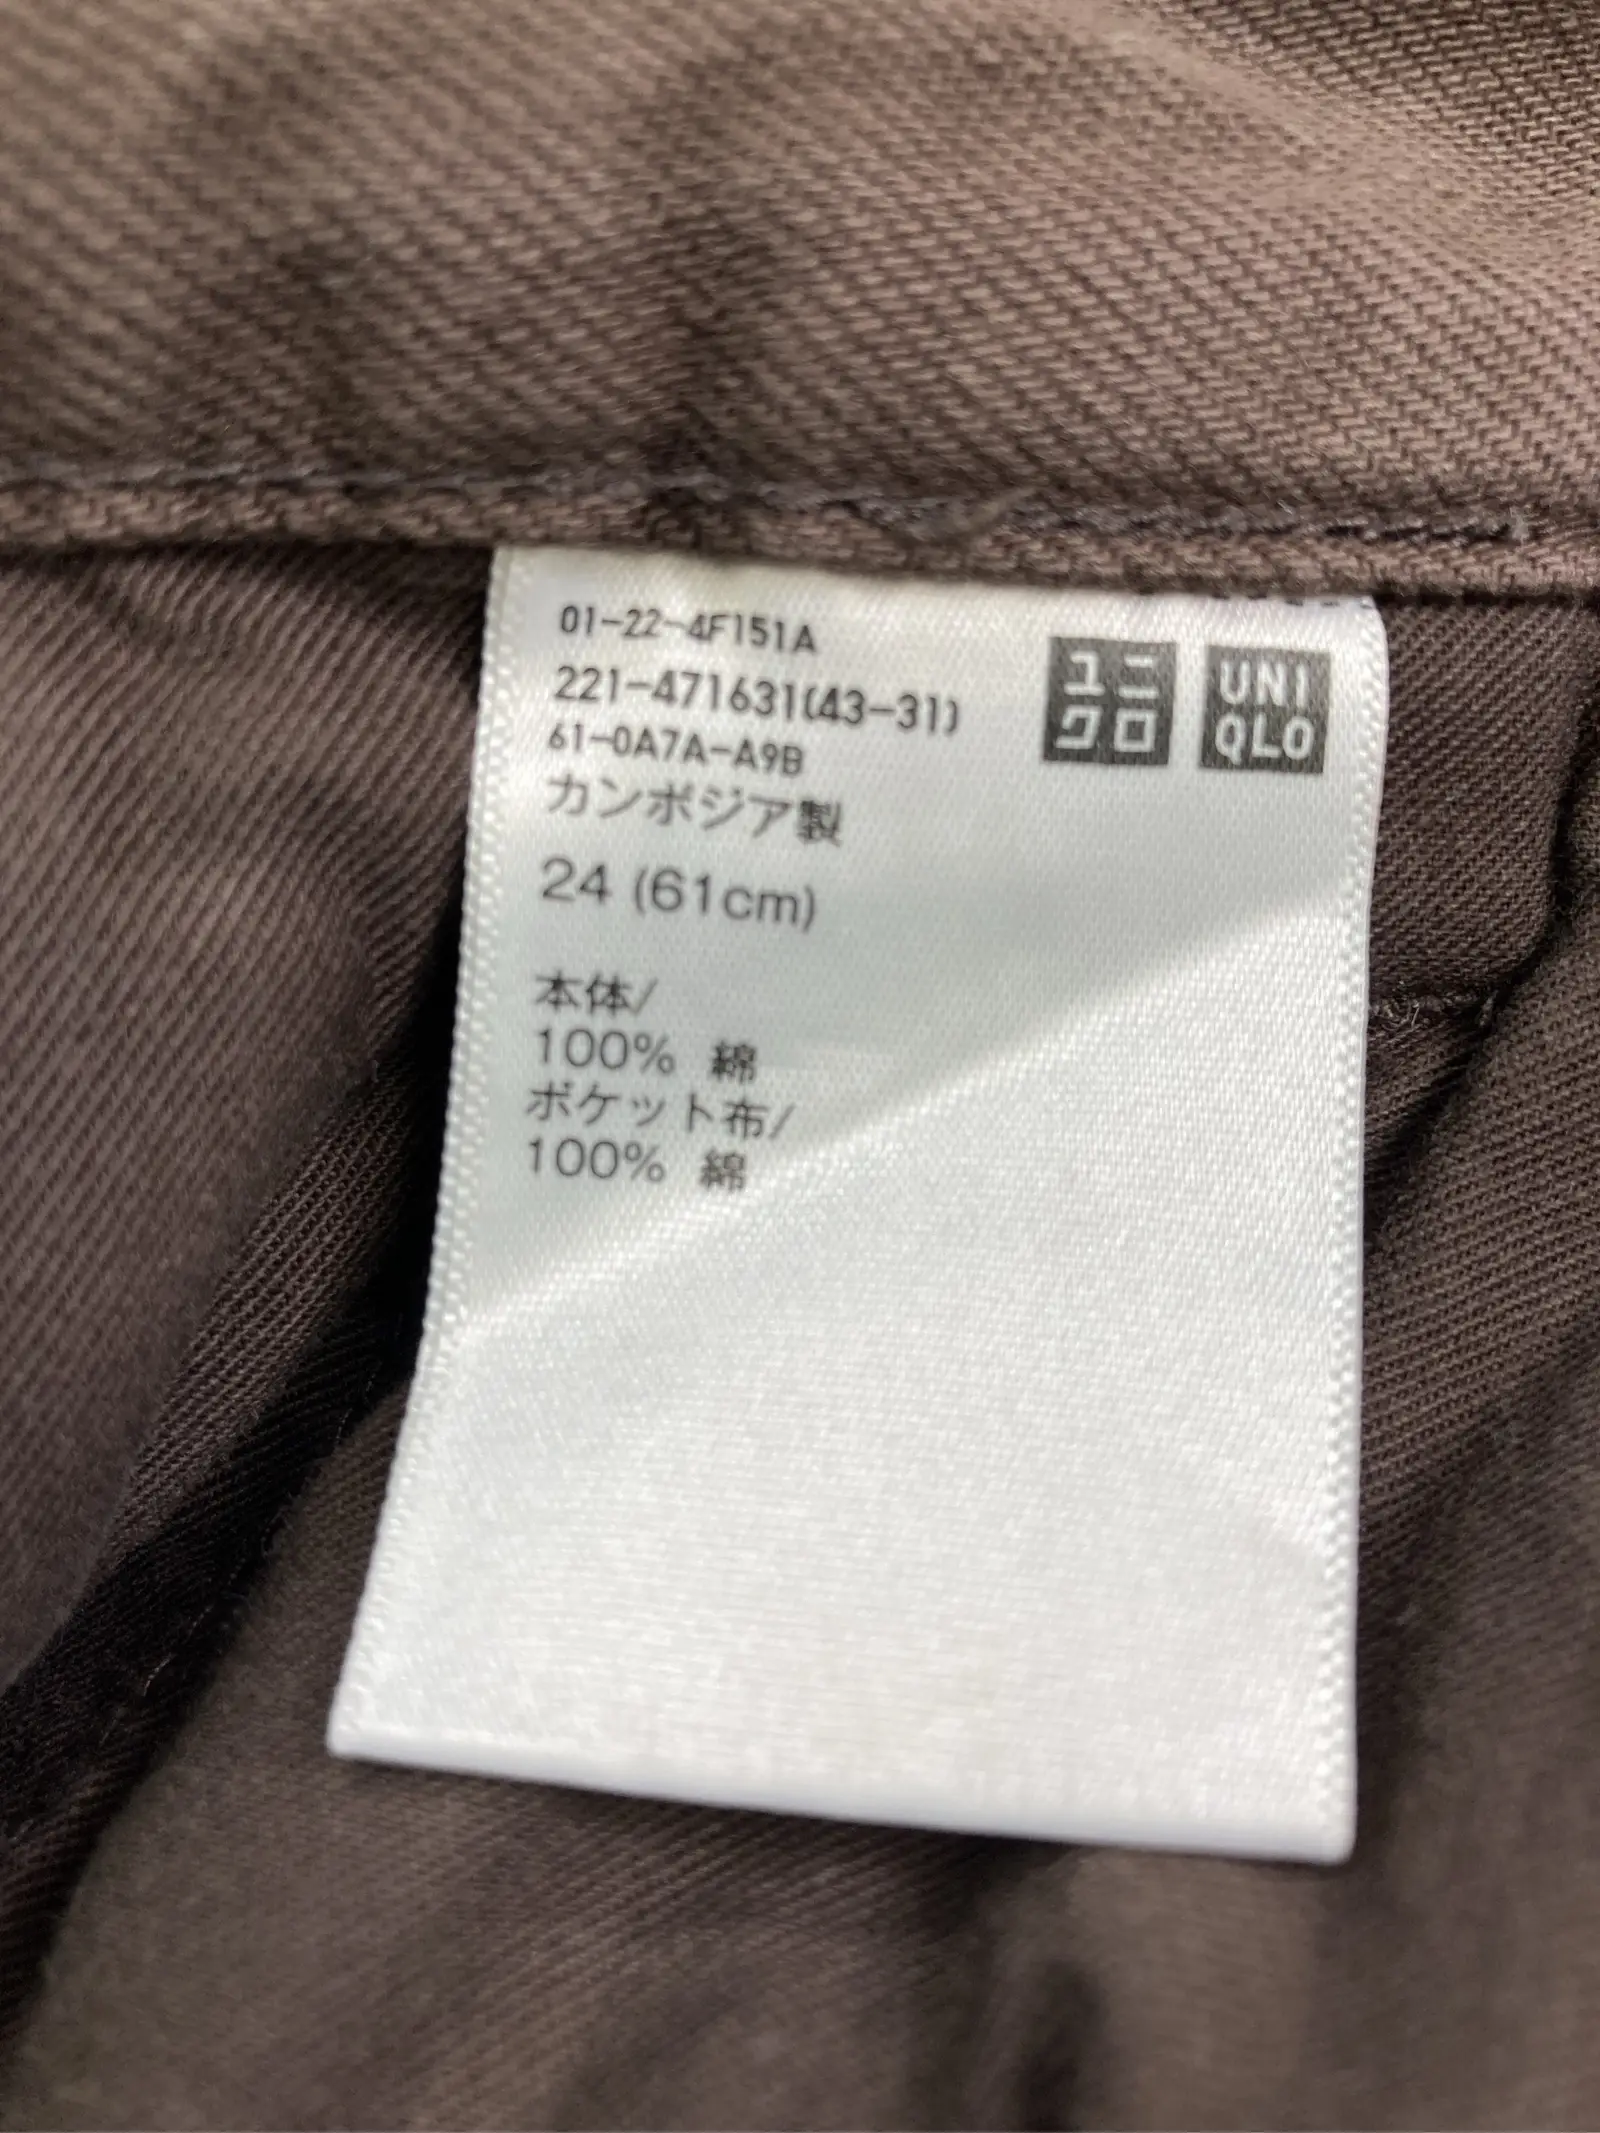 01-22-4F151A
221-471631(43-31)
61-0A7A-A9B
カンボジア製
24 (61cm)
本体/
100% 綿
ポケット布/
100% 綿
ユニ
クロ
UNI
QLO